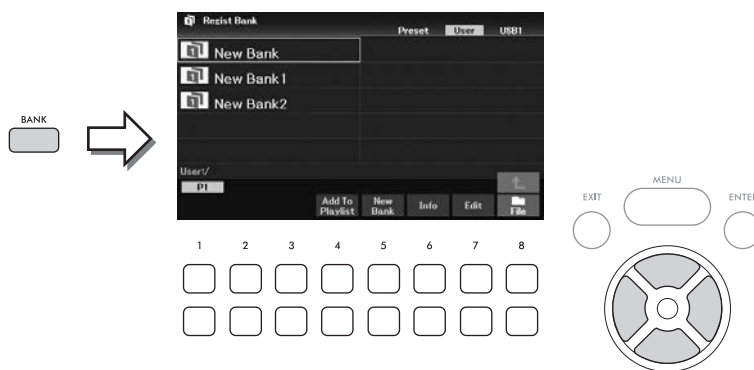 Regist Bank
Preset User USB1
New Bank
New Bank1
New Bank2
BANK
User:/
P1
Add To Playlist
New Bank
Info
Edit
File
EXIT
MENU
ENTER
1 2 3 4 5 6 7 8